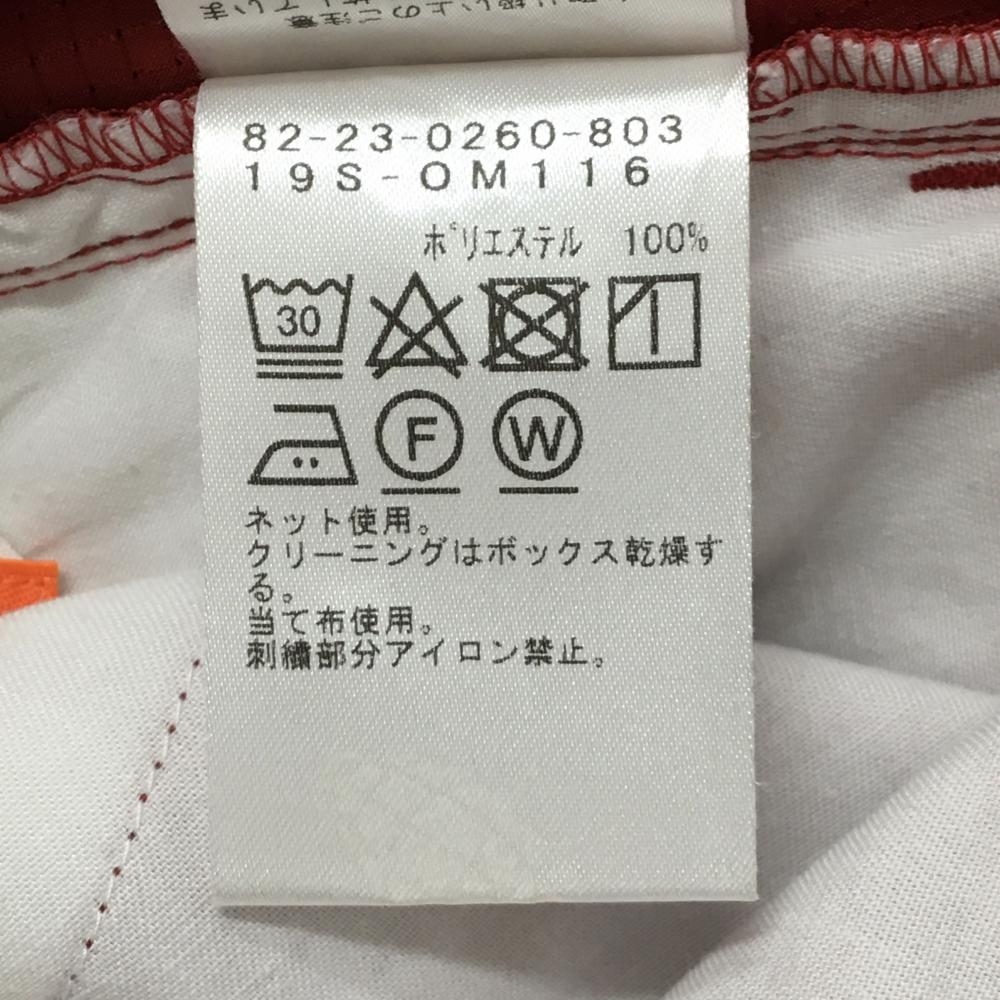 82-23-0260-803
19S-OM116
ポリエステル 100%
30
F W
ネット使用。
クリーニングはボックス乾燥す
る。
当て布使用。
刺繍部分アイロン禁止。